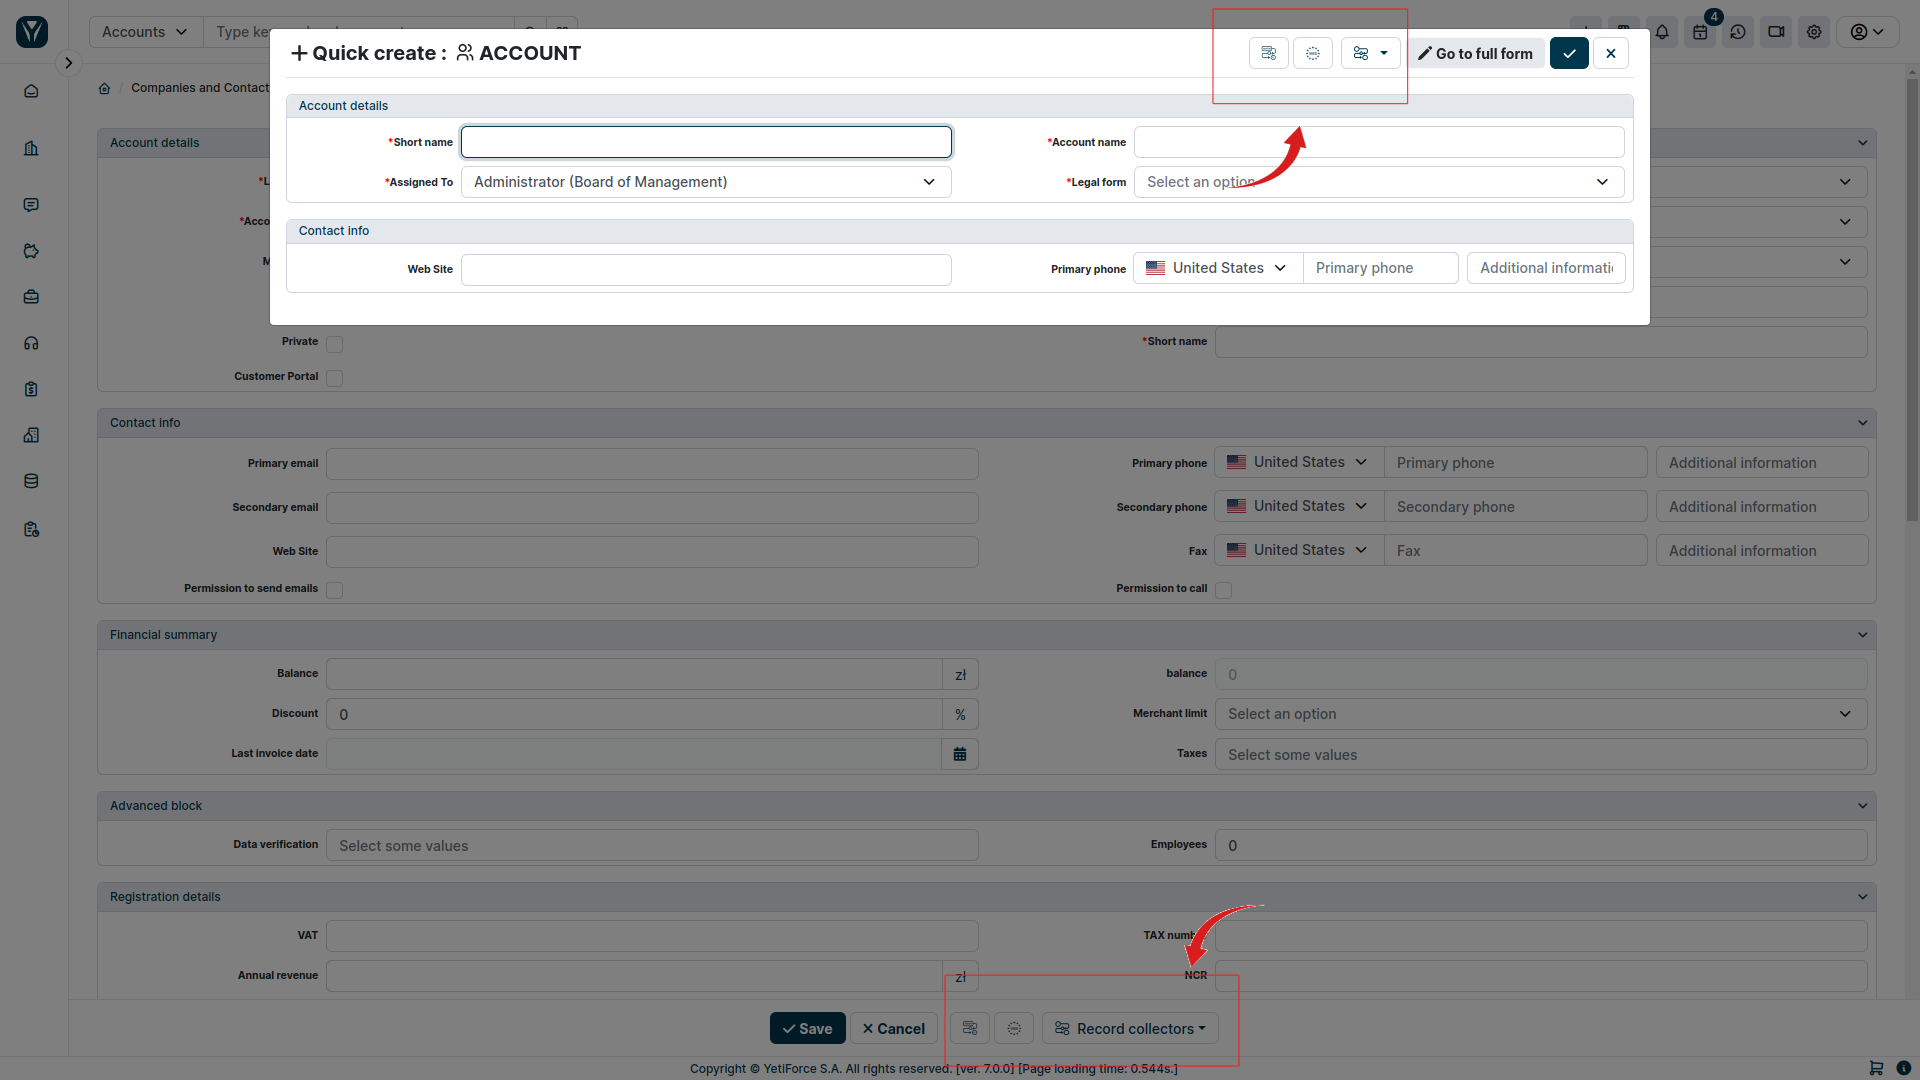 Accounts
Type key
4
Quick create : ACCOUNT
Go to full form
Companies and Contact
Account details
*Short name
*Account name
*Assigned To
Administrator (Board of Management)
*Legal form
Select an option
Contact info
Web Site
Primary phone
United States
Primary phone
Additional informati
Account details
*L
*Acco
M
Private
*Short name
Customer Portal
Contact info
Primary email
Primary phone
United States
Primary phone
Additional information
Secondary email
Secondary phone
United States
Secondary phone
Additional information
Web Site
Fax
United States
Fax
Additional information
Permission to send emails
Permission to call
Financial summary
Balance
zł
balance
0
Discount
0
%
Merchant limit
Select an option
Last invoice date
Taxes
Select some values
Advanced block
Data verification
Select some values
Employees
0
Registration details
VAT
TAX numb
Annual revenue
zł
NCR
Save
Cancel
Record collectors
Copyright © YetiForce S.A. All rights reserved. [ver. 7.0.0] [Page loading time: 0.544s.]